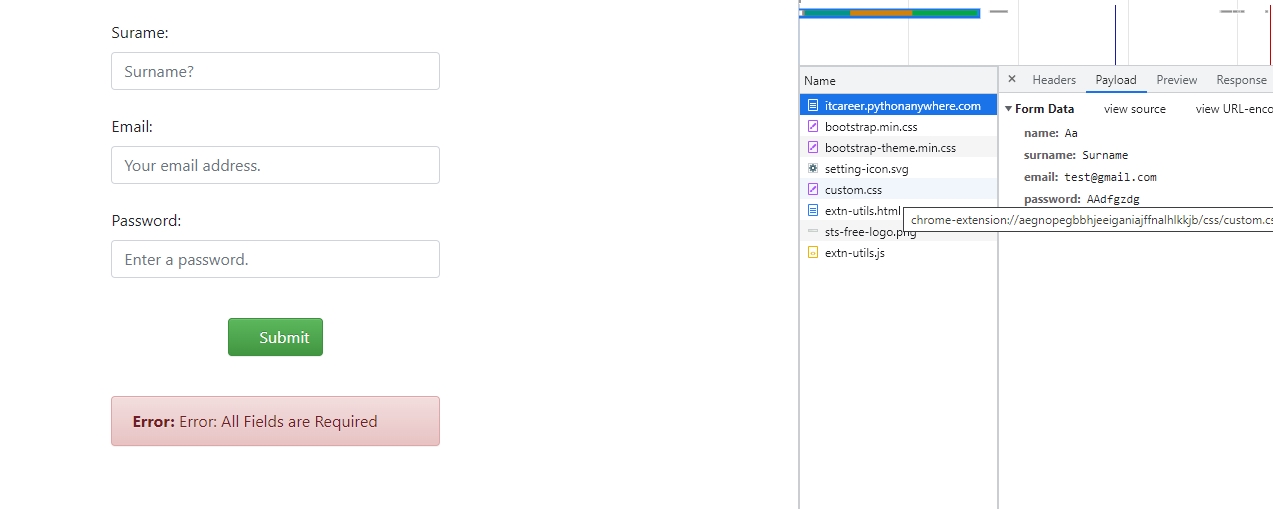 Surame:
Surname?
Email:
Your email address.
Password:
Enter a password.
Submit
Error: Error: All Fields are Required
Name
itcareer.pythonanywhere.com
bootstrap.min.css
bootstrap-theme.min.css
setting-icon.svg
custom.css
extn-utils.html
sts-free-logo.png
extn-utils.js
× Headers Payload Preview Response
Form Data view source view URL-enco
name: Aa
surname: Surname
email: test@gmail.com
password: AAdfgzdg
chrome-extension://aegnopegbbhjeeiganiajffnalhlkkjb/css/custom.cs